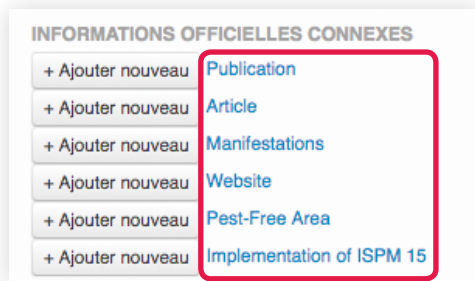 INFORMATIONS OFFICIELLES CONNEXES
+ Ajouter nouveau Publication
+ Ajouter nouveau Article
+ Ajouter nouveau Manifestations
+ Ajouter nouveau Website
+ Ajouter nouveau Pest-Free Area
+ Ajouter nouveau Implementation of ISPM 15